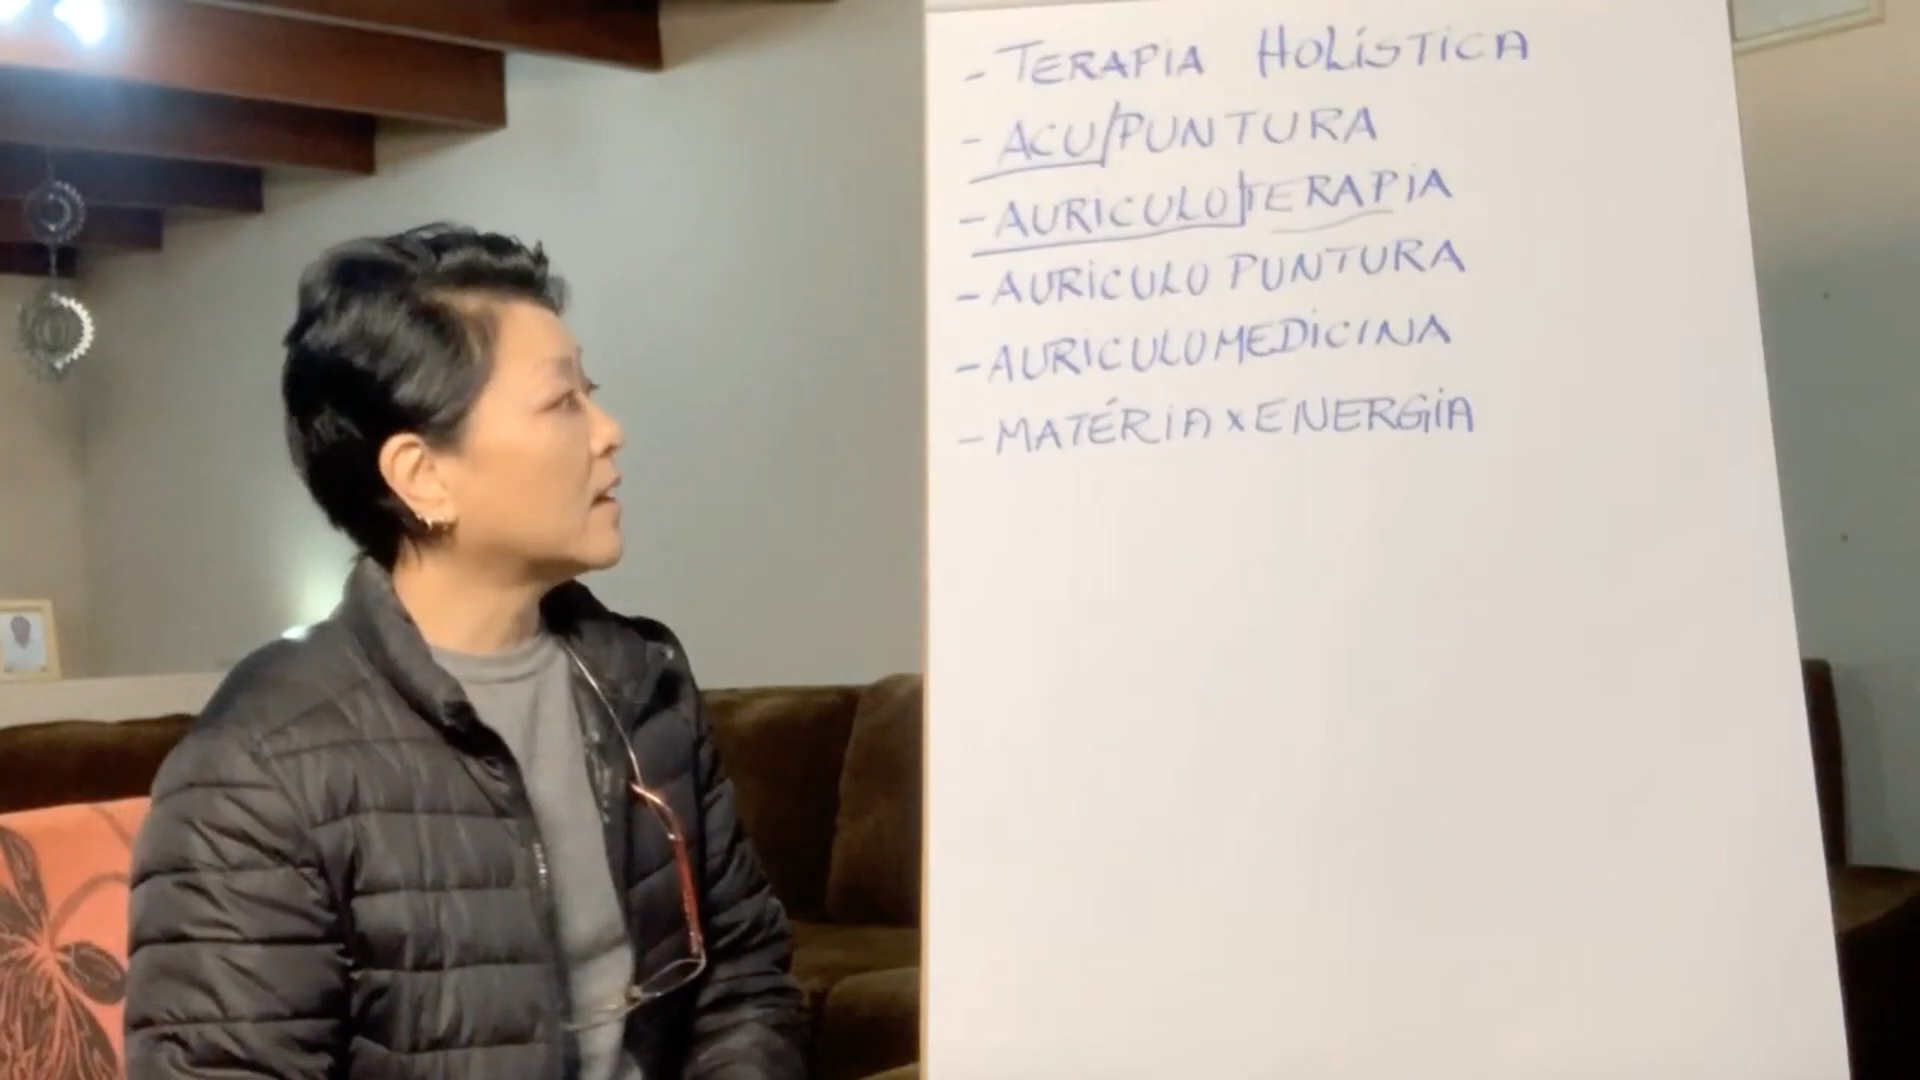 - TERAPIA HOLÍSTICA
- ACU/PUNTURA
- AURICULO|TERAPIA
- AURICULO PUNTURA
- AURICULOMEDICINA
- MATÉRIA x ENERGIA